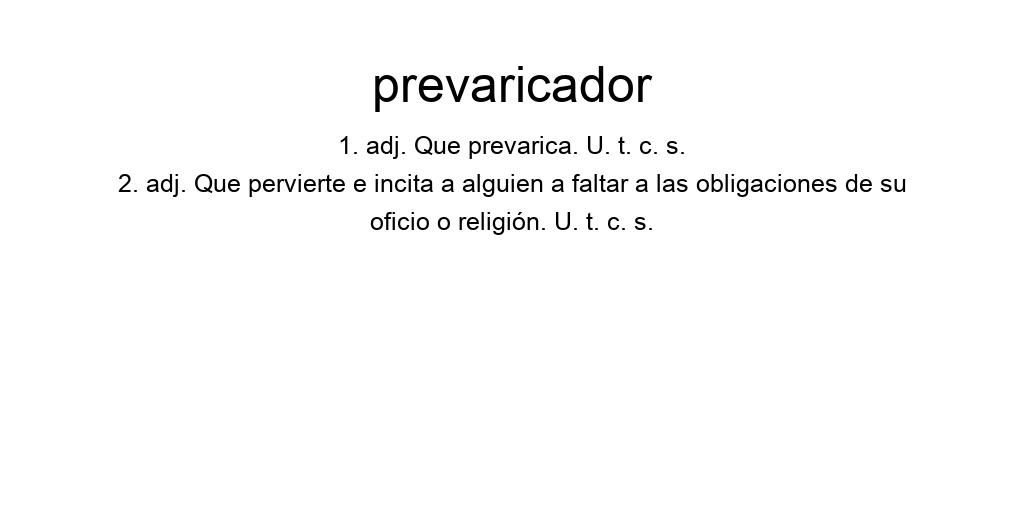 prevaricador
1. adj. Que prevarica. U. t. c. s.
2. adj. Que pervierte e incita a alguien a faltar a las obligaciones de su
oficio o religión. U. t. c. s.